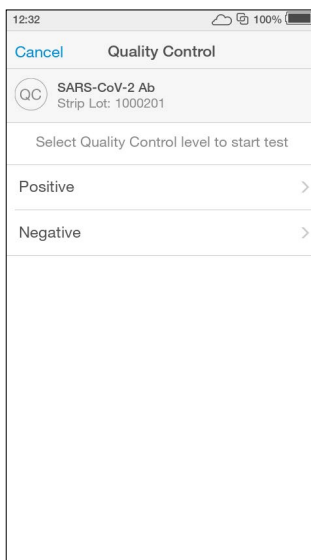 12:32 100%
Cancel Quality Control
QC SARS-CoV-2 Ab
Strip Lot: 1000201
Select Quality Control level to start test
Positive
Negative